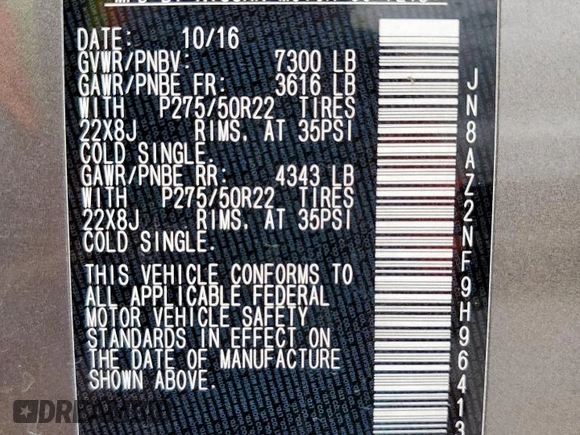 DATE: 10/16
GVWR/PNBV: 7300 LB
GAWR/PNBE FR: 3616 LB
WITH P275/50R22 TIRES
22X8J RIMS. AT 35PSI
COLD SINGLE.
GAWR/PNBE RR: 4343 LB
WITH P275/50R22 TIRES
22X8J RIMS. AT 35PSI
COLD SINGLE.
THIS VEHICLE CONFORMS TO
ALL APPLICABLE FEDERAL
MOTOR VEHICLE SAFETY
STANDARDS IN EFFECT ON
THE DATE OF MANUFACTURE
SHOWN ABOVE.
JN8AZ2NF9H96413